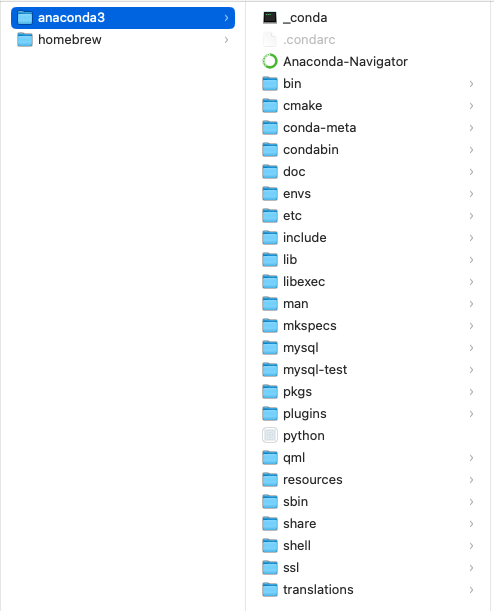 anaconda3
homebrew
_conda
.condarc
Anaconda-Navigator
bin
cmake
conda-meta
condabin
doc
envs
etc
include
lib
libexec
man
mkspecs
mysql
mysql-test
pkgs
plugins
python
qml
resources
sbin
share
shell
ssl
translations